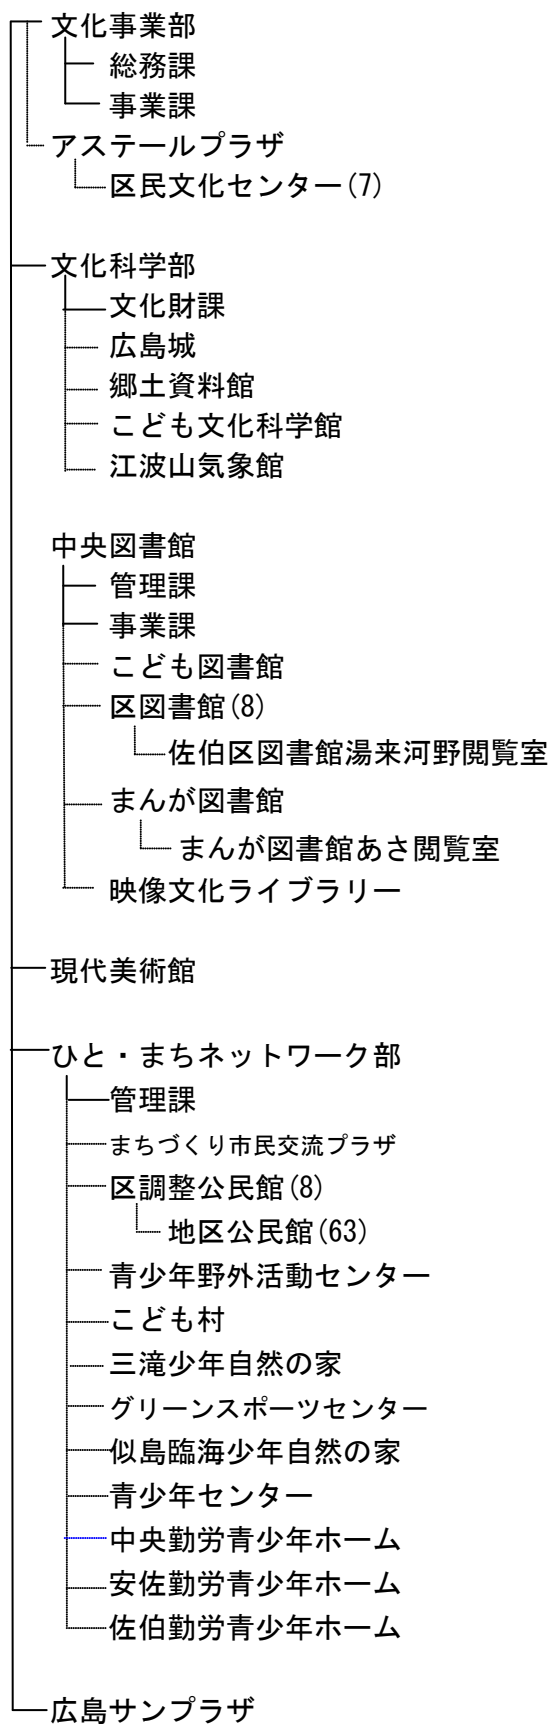 文化事業部
総務課
事業課
アステールプラザ
区民文化センター(7)
文化科学部
文化財課
広島城
郷土資料館
こども文化科学館
江波山気象館
中央図書館
管理課
事業課
こども図書館
区図書館(8)
佐伯区図書館湯来河野閲覧室
まんが図書館
まんが図書館あさ閲覧室
映像文化ライブラリー
現代美術館
ひと・まちネットワーク部
管理課
まちづくり市民交流プラザ
区調整公民館(8)
地区公民館(63)
青少年野外活動センター
こども村
三滝少年自然の家
グリーンスポーツセンター
似島臨海少年自然の家
青少年センター
中央勤労青少年ホーム
安佐勤労青少年ホーム
佐伯勤労青少年ホーム
広島サンプラザ